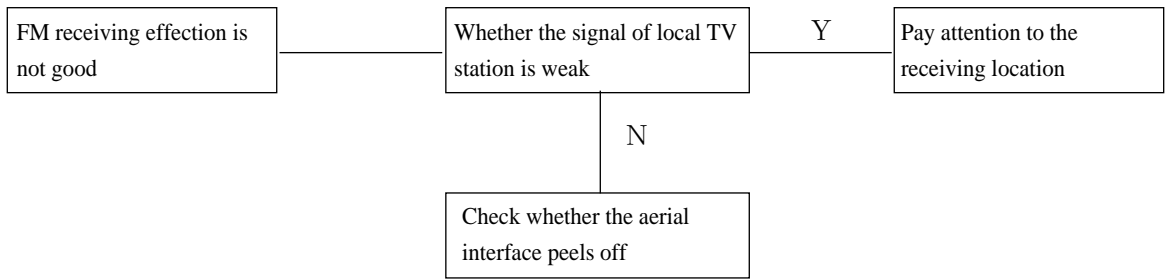 FM receiving effection is
not good
Whether the signal of local TV
station is weak
Y
Pay attention to the
receiving location
N
Check whether the aerial
interface peels off